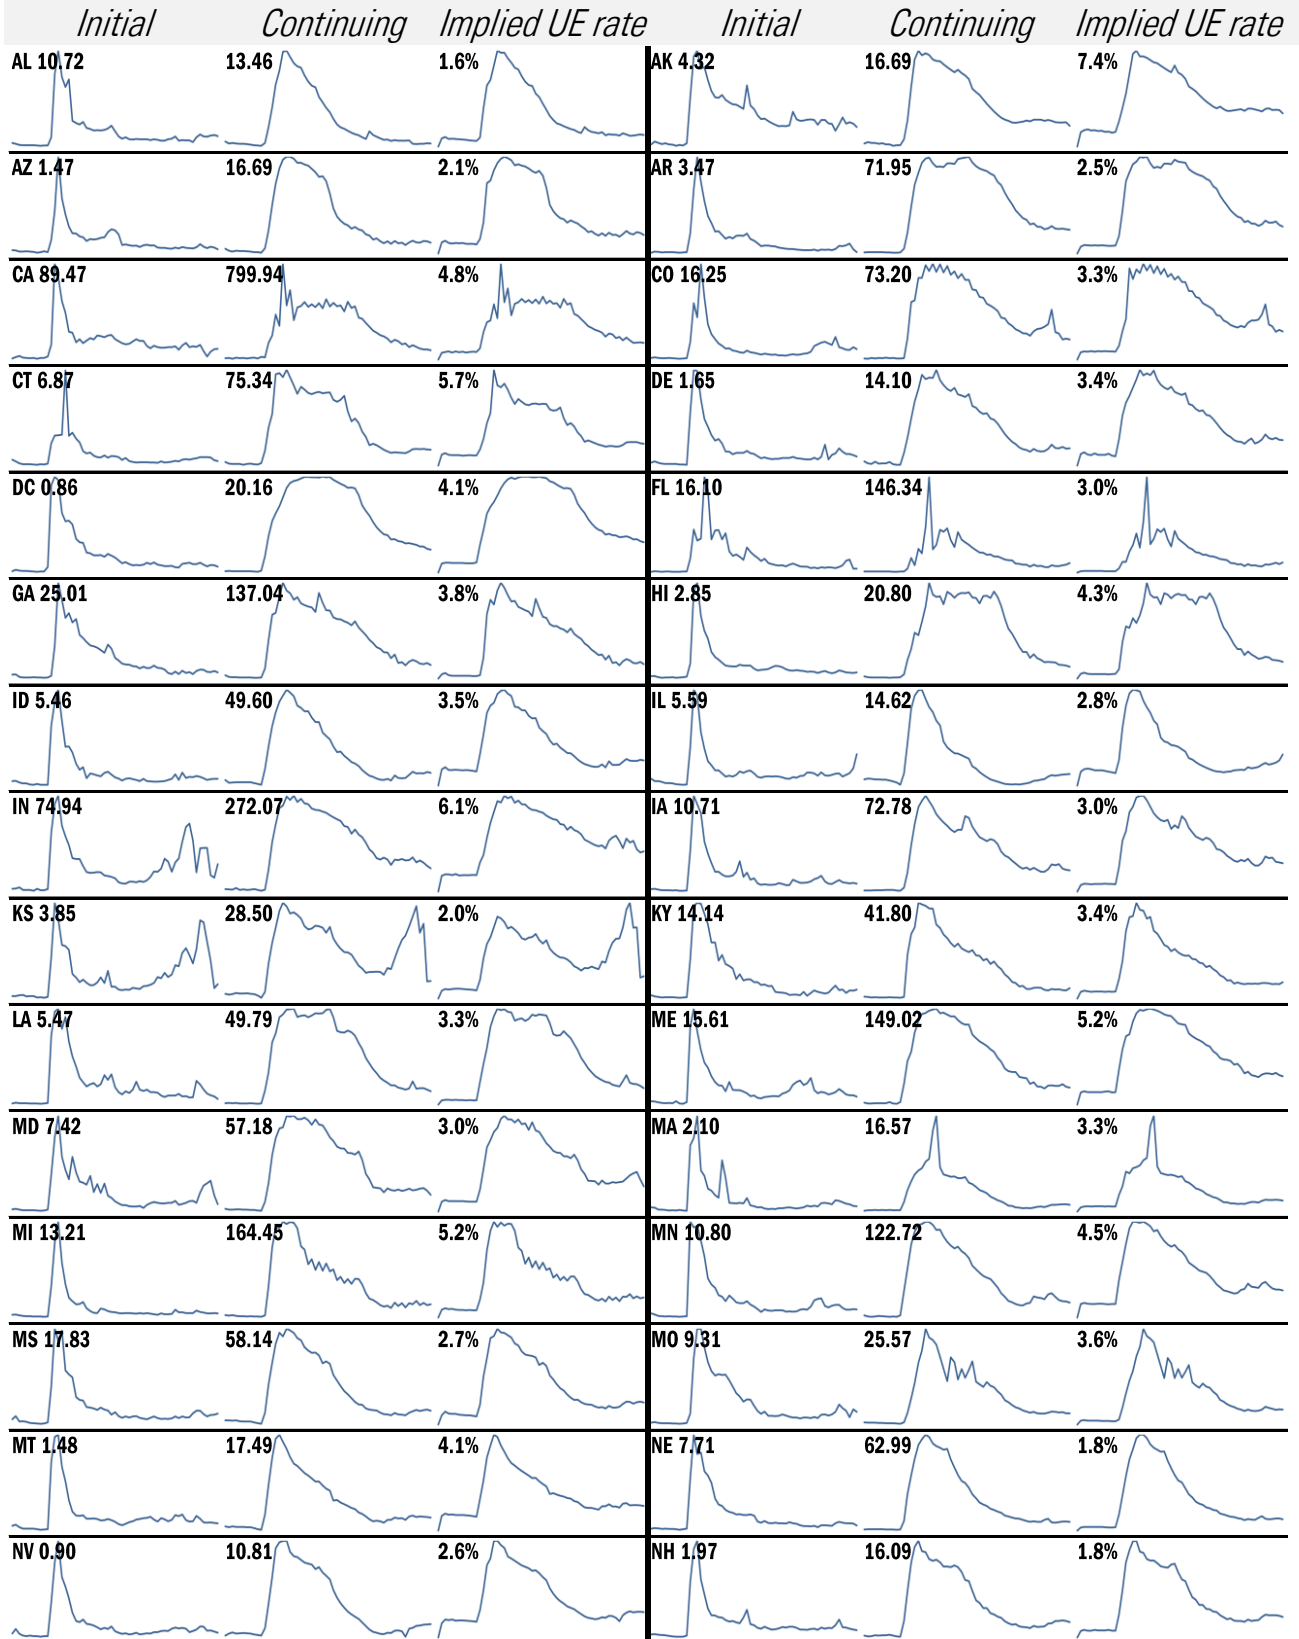 Initial Continuing Implied UE rate Initial Continuing Implied UE rate
AL 10.72 13.46 1.6% AK 4.32 16.69 7.4%
AZ 1.47 16.69 2.1% AR 3.47 71.95 2.5%
CA 89.47 799.94 4.8% CO 16.25 73.20 3.3%
CT 6.87 75.34 5.7% DE 1.65 14.10 3.4%
DC 0.86 20.16 4.1% FL 16.10 146.34 3.0%
GA 25.01 137.04 3.8% HI 2.85 20.80 4.3%
ID 5.46 49.60 3.5% IL 5.59 14.62 2.8%
IN 74.94 272.07 6.1% IA 10.71 72.78 3.0%
KS 3.85 28.50 2.0% KY 14.14 41.80 3.4%
LA 5.47 49.79 3.3% ME 15.61 149.02 5.2%
MD 7.42 57.18 3.0% MA 2.10 16.57 3.3%
MI 13.21 164.45 5.2% MN 10.80 122.72 4.5%
MS 17.83 58.14 2.7% MO 9.31 25.57 3.6%
MT 1.48 17.49 4.1% NE 7.71 62.99 1.8%
NV 0.90 10.81 2.6% NH 1.97 16.09 1.8%